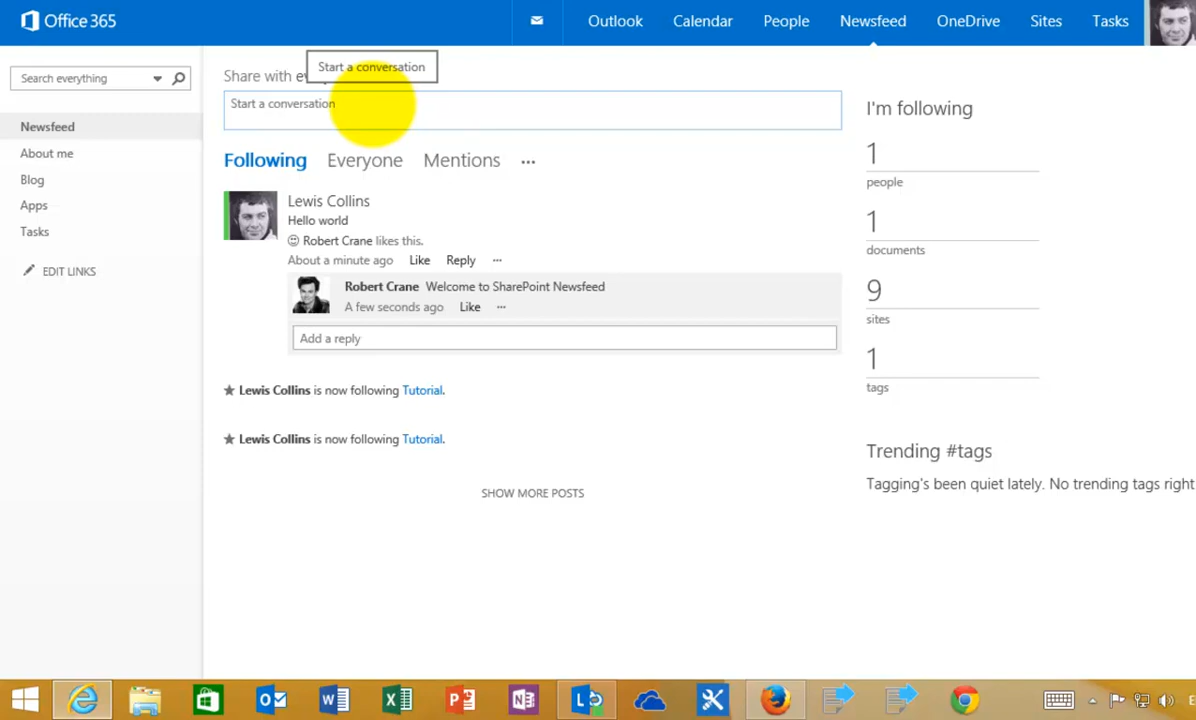 Office 365
Outlook Calendar People Newsfeed OneDrive Sites Tasks
Search everything
Newsfeed
About me
Blog
Apps
Tasks
EDIT LINKS
Start a conversation
Share with
Start a conversation
Following Everyone Mentions ...
Lewis Collins
Hello world
Robert Crane likes this.
About a minute ago Like Reply ...
Robert Crane Welcome to SharePoint Newsfeed
A few seconds ago Like ...
Add a reply
Lewis Collins is now following Tutorial.
Lewis Collins is now following Tutorial.
SHOW MORE POSTS
I'm following
1
people
1
documents
9
sites
1
tags
Trending #tags
Tagging's been quiet lately. No trending tags right